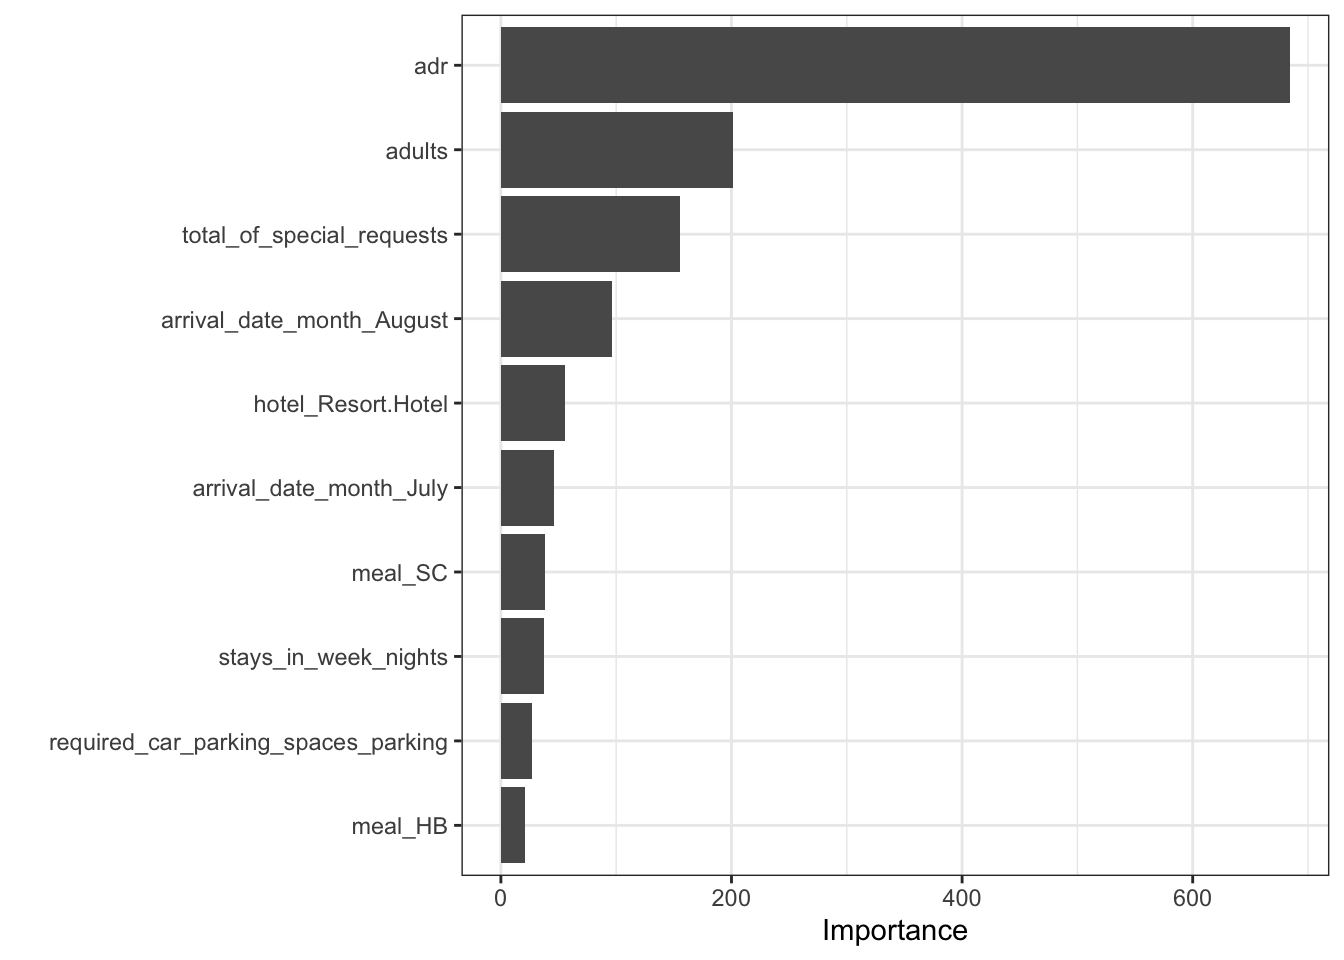 adr
adults
total_of_special_requests
arrival_date_month_August
hotel_Resort.Hotel
arrival_date_month_July
meal_SC
stays_in_week_nights
required_car_parking_spaces_parking
meal_HB
0 200 400 600
Importance